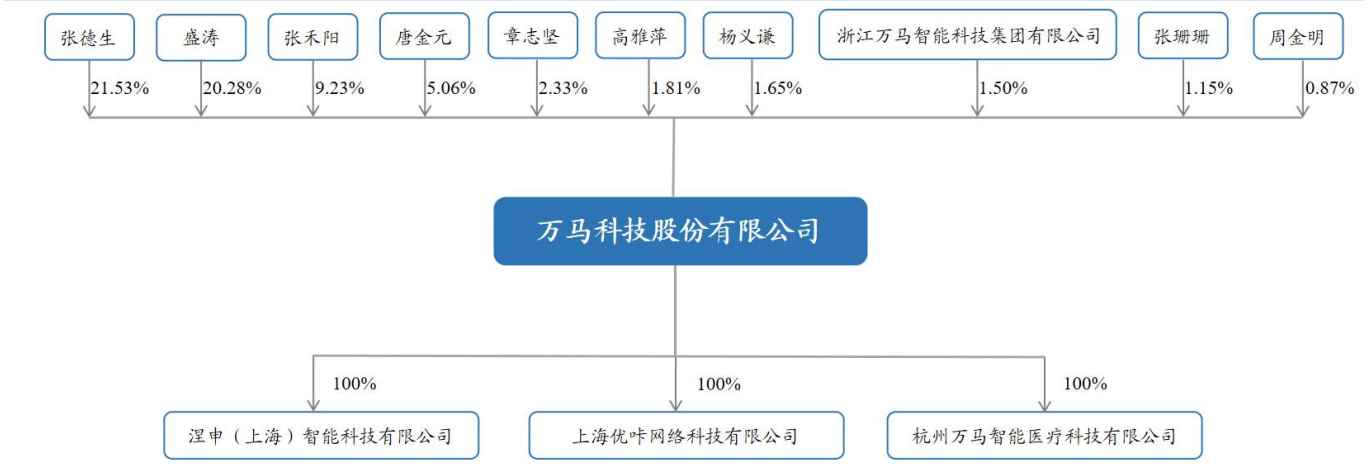 张德生 盛涛 张禾阳 唐金元 章志坚 高雅萍 杨义谦 浙江万马智能科技集团有限公司 张珊珊 周金明
21.53% 20.28% 9.23% 5.06% 2.33% 1.81% 1.65% 1.50% 1.15% 0.87%
万马科技股份有限公司
100% 100% 100%
涅申（上海）智能科技有限公司 上海优咔网络科技有限公司 杭州万马智能医疗科技有限公司